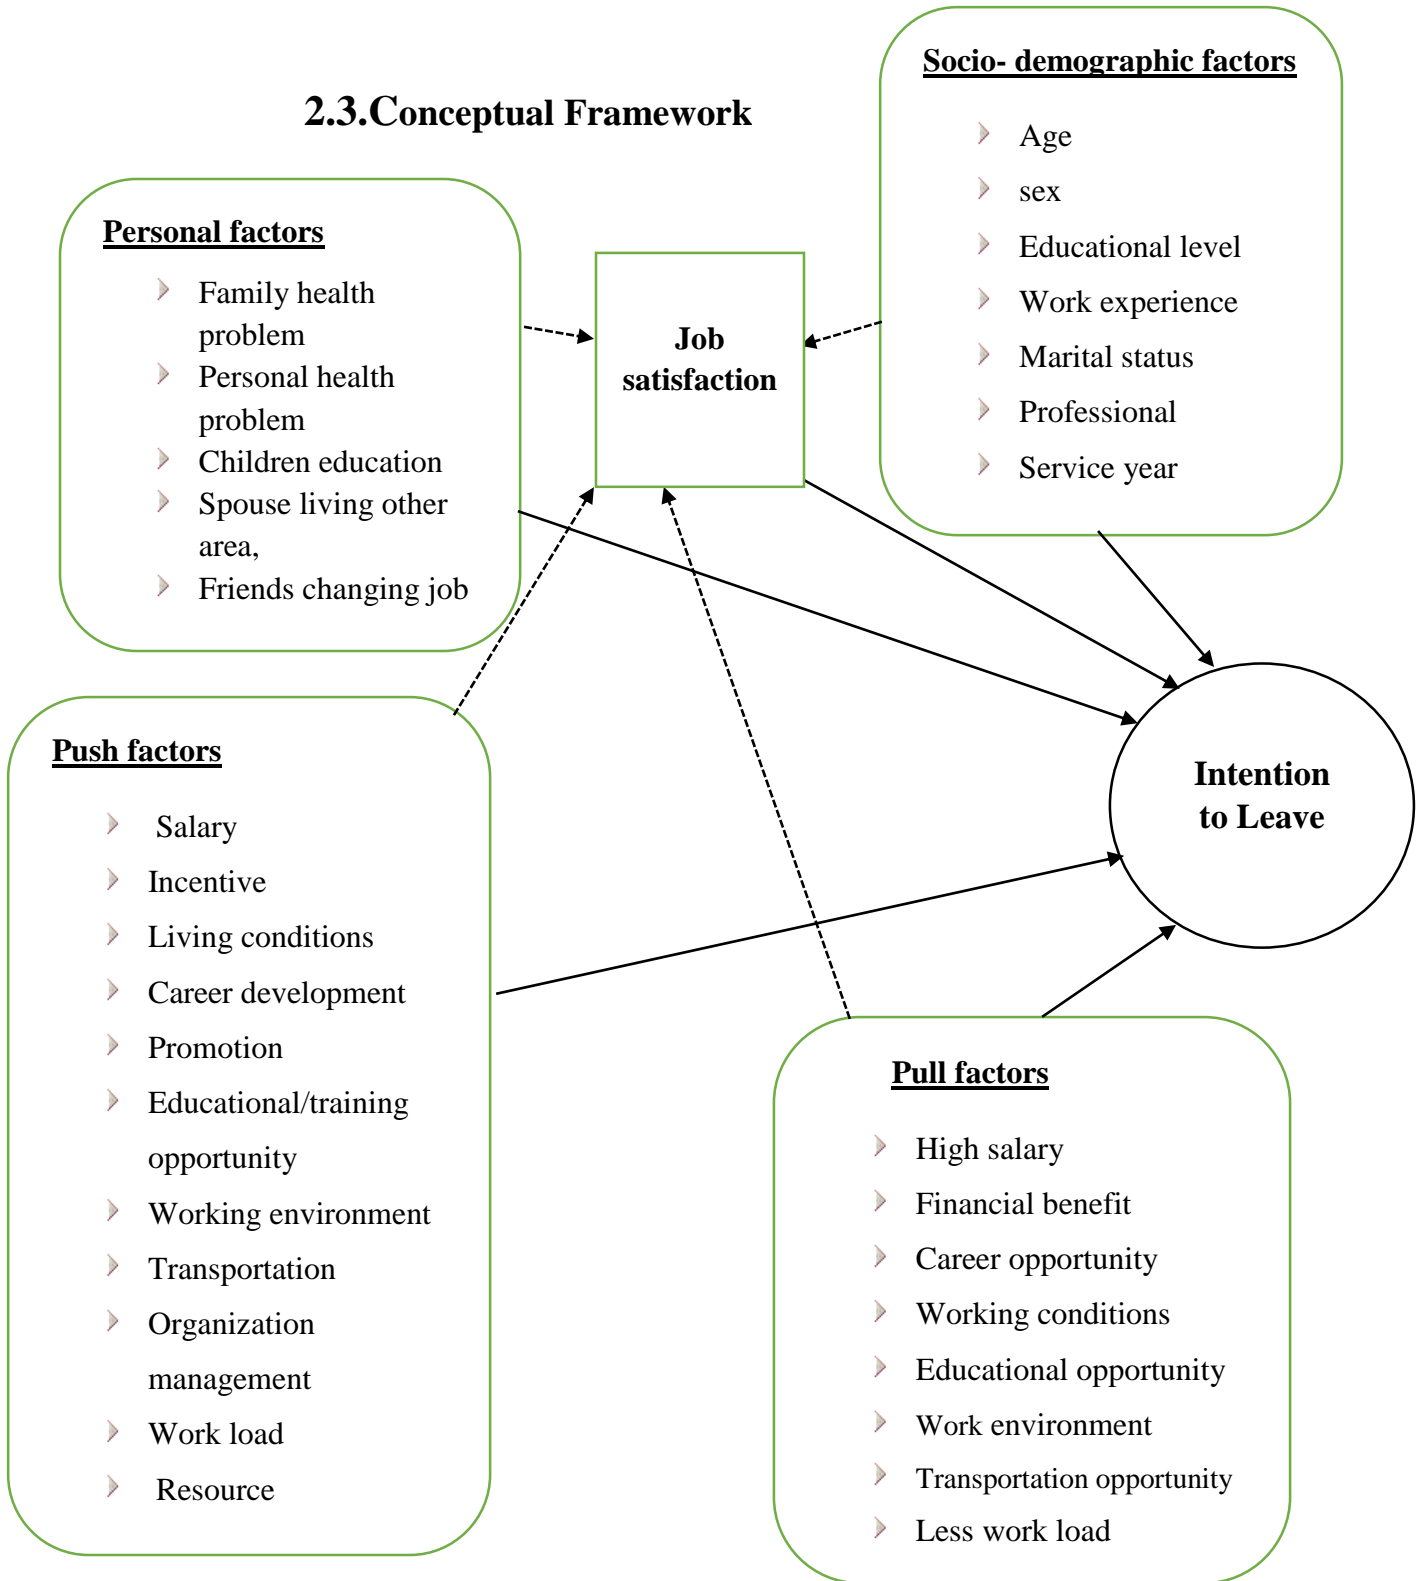 2.3.Conceptual Framework
Socio- demographic factors
Age
sex
Educational level
Work experience
Marital status
Professional
Service year
Personal factors
Family health
problem
Personal health
problem
Children education
Spouse living other
area,
Friends changing job
Job
satisfaction
Push factors
Salary
Incentive
Living conditions
Career development
Promotion
Educational/training
opportunity
Working environment
Transportation
Organization
management
Work load
Resource
Intention
to Leave
Pull factors
High salary
Financial benefit
Career opportunity
Working conditions
Educational opportunity
Work environment
Transportation opportunity
Less work load